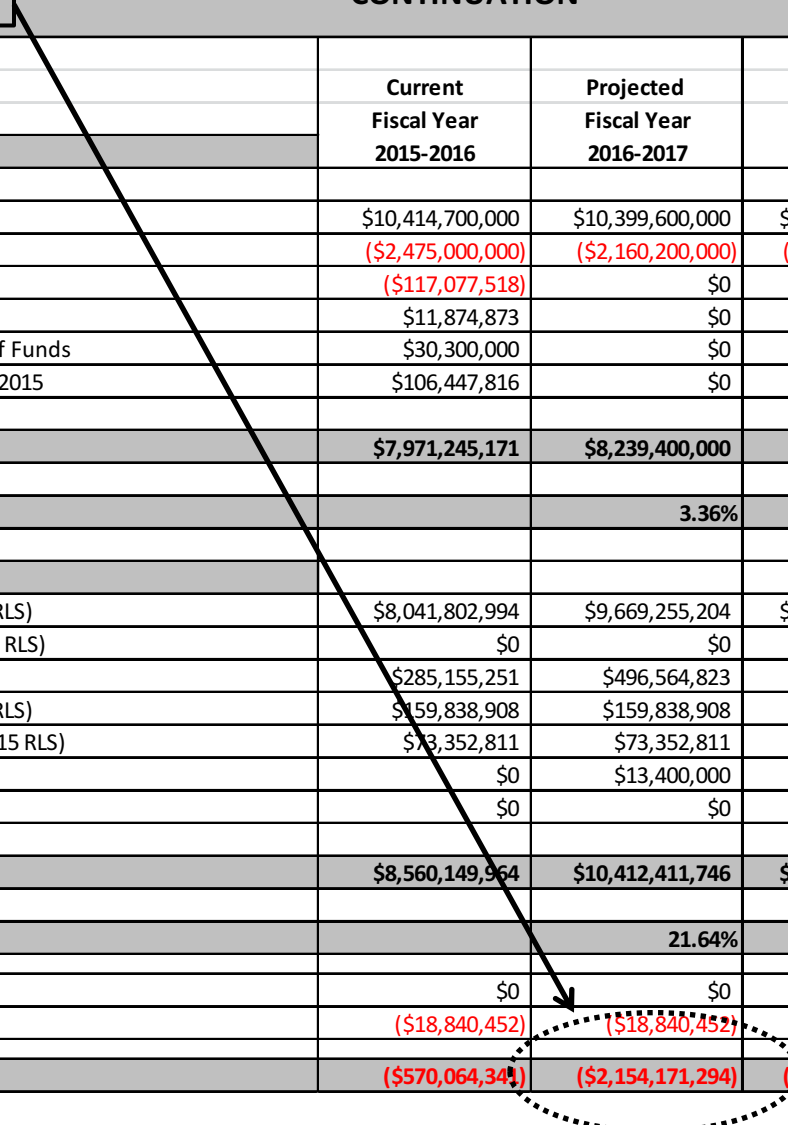 CONTINUATION
Current Projected
Fiscal Year Fiscal Year
2015-2016 2016-2017
$10,414,700,000 $10,399,600,000 $
($2,475,000,000) ($2,160,200,000) (
($117,077,518) $0
$11,874,873 $0
f Funds $30,300,000 $0
2015 $106,447,816 $0
$7,971,245,171 $8,239,400,000
3.36%
RLS) $8,041,802,994 $9,669,255,204 $
RLS) $0 $0
$285,155,251 $496,564,823
RLS) $159,838,908 $159,838,908
15 RLS) $73,352,811 $73,352,811
$0 $13,400,000
$0 $0
$8,560,149,964 $10,412,411,746 $
21.64%
$0 $0
($18,840,452) ($18,840,452)
($570,064,341) ($2,154,171,294) (